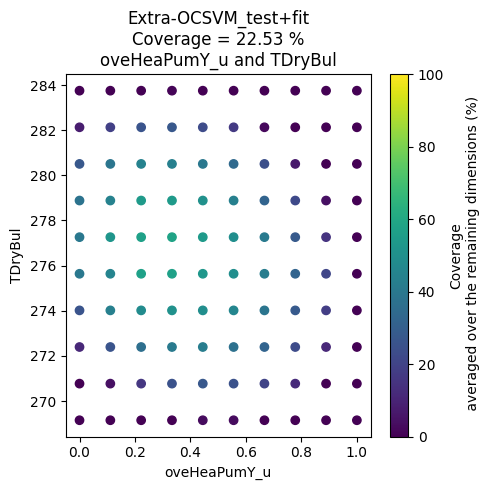 Extra-OCSVM_test+fit
Coverage = 22.53 %
oveHeaPumY_u and TDryBul
284
282
280
278
276
274
272
270
TDryBul
0.0 0.2 0.4 0.6 0.8 1.0
oveHeaPumY_u
100
80
60
40
20
0
Coverage
averaged over the remaining dimensions (%)